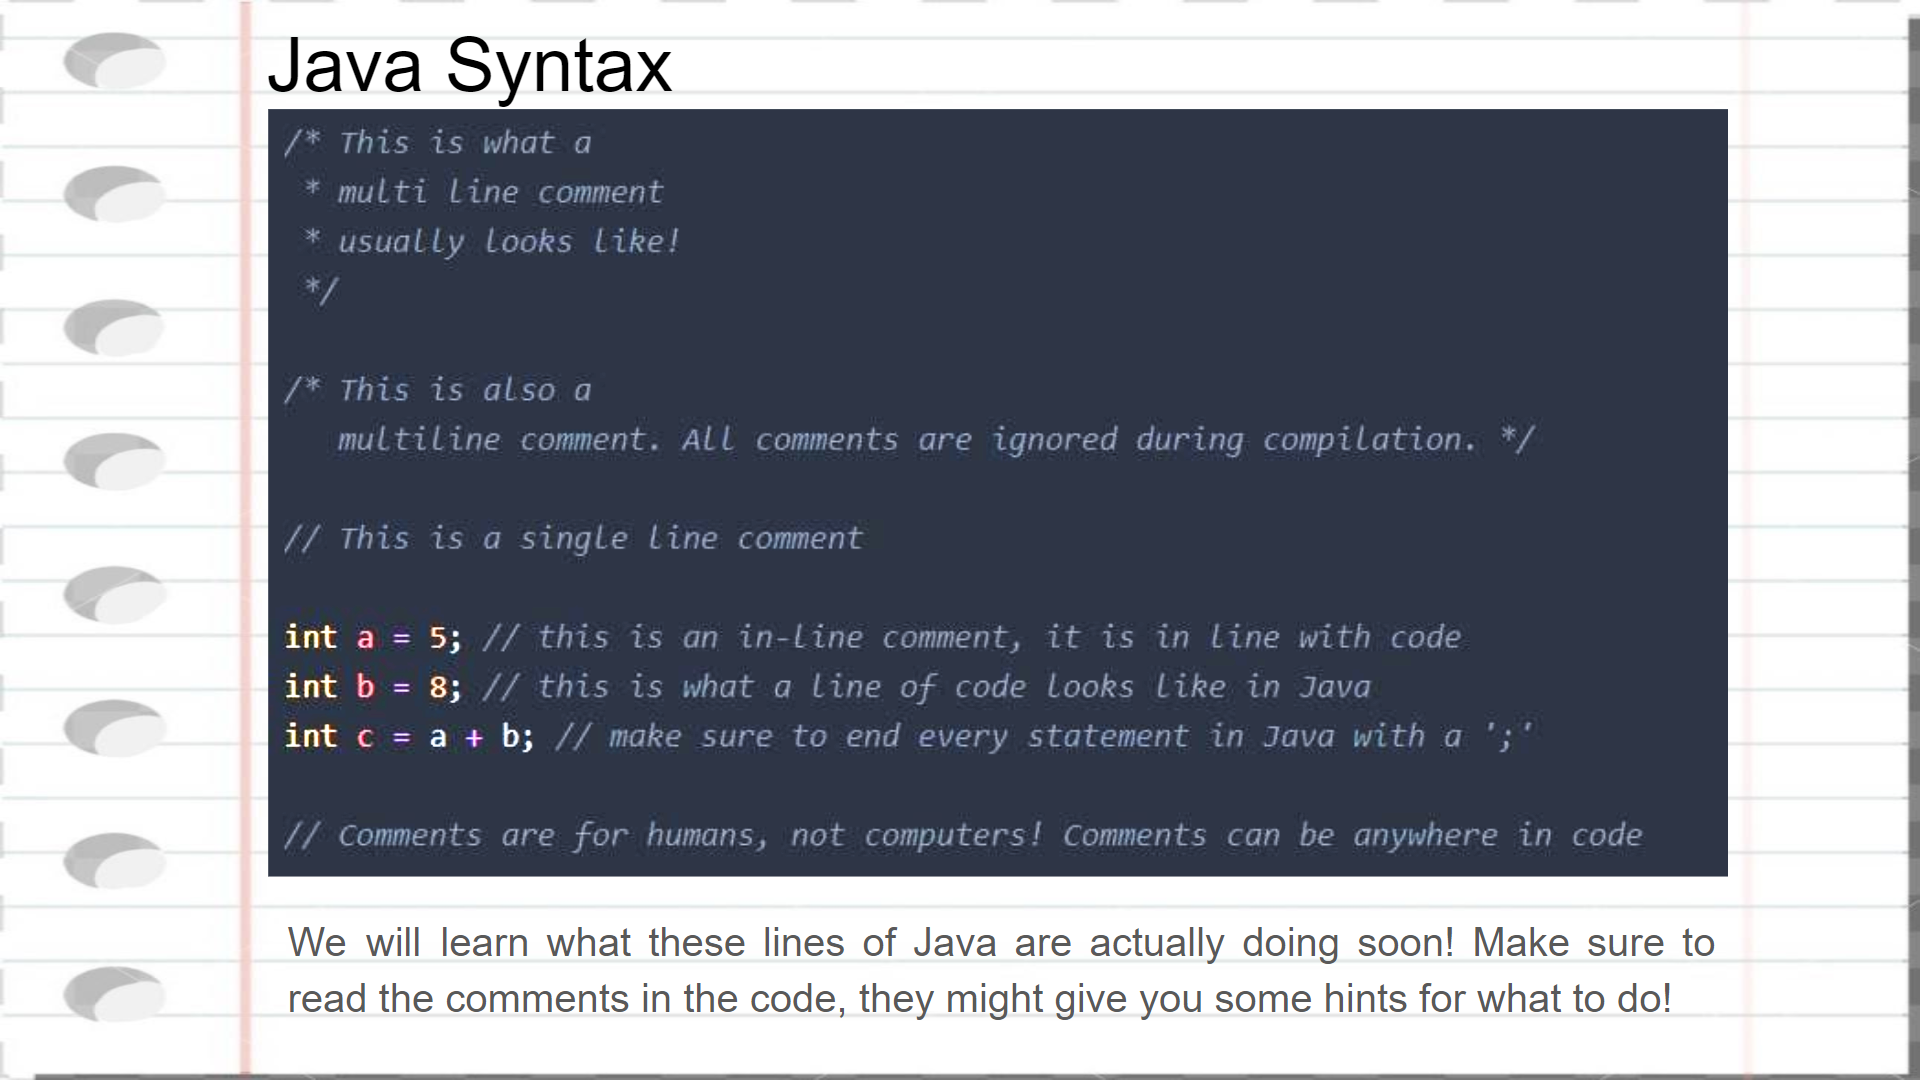 Java Syntax
/* This is what a
 * multi line comment
 * usually looks like!
 */
/* This is also a
   multiline comment. All comments are ignored during compilation. */
// This is a single line comment
int a = 5; // this is an in-line comment, it is in line with code
int b = 8; // this is what a line of code looks like in Java
int c = a + b; // make sure to end every statement in Java with a ';'
// Comments are for humans, not computers! Comments can be anywhere in code
We will learn what these lines of Java are actually doing soon! Make sure to
read the comments in the code, they might give you some hints for what to do!